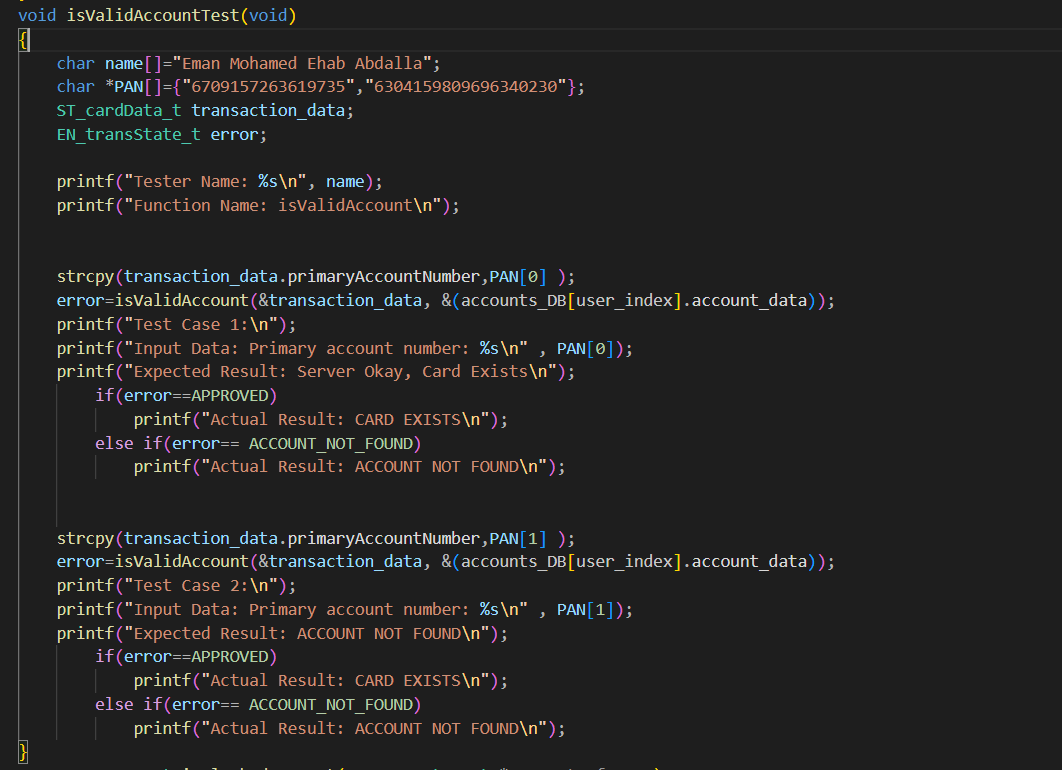 void isValidAccountTest(void)
{
    char name[]="Eman Mohamed Ehab Abdalla";
    char *PAN[]={"6709157263619735","6304159809696340230"};
    ST_cardData_t transaction_data;
    EN_transState_t error;

    printf("Tester Name: %s\n", name);
    printf("Function Name: isValidAccount\n");


    strcpy(transaction_data.primaryAccountNumber,PAN[0] );
    error=isValidAccount(&transaction_data, &(accounts_DB[user_index].account_data));
    printf("Test Case 1:\n");
    printf("Input Data: Primary account number: %s\n" , PAN[0]);
    printf("Expected Result: Server Okay, Card Exists\n");
        if(error==APPROVED)
            printf("Actual Result: CARD EXISTS\n");
        else if(error== ACCOUNT_NOT_FOUND)
            printf("Actual Result: ACCOUNT NOT FOUND\n");


    strcpy(transaction_data.primaryAccountNumber,PAN[1] );
    error=isValidAccount(&transaction_data, &(accounts_DB[user_index].account_data));
    printf("Test Case 2:\n");
    printf("Input Data: Primary account number: %s\n" , PAN[1]);
    printf("Expected Result: ACCOUNT NOT FOUND\n");
        if(error==APPROVED)
            printf("Actual Result: CARD EXISTS\n");
        else if(error== ACCOUNT_NOT_FOUND)
            printf("Actual Result: ACCOUNT NOT FOUND\n");
}